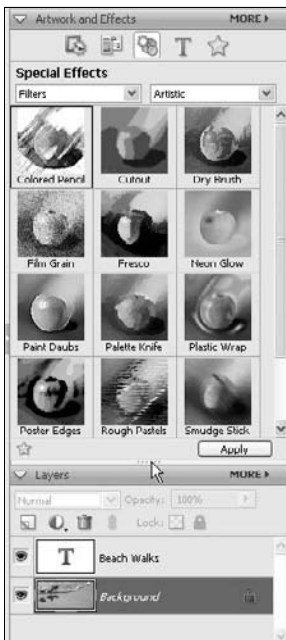 Artwork and Effects MORE
T
Special Effects
Filters Artistic
Colored Pencil Cutout Dry Brush
Film Grain Fresco Neon Glow
Paint Daubs Palette Knife Plastic Wrap
Poster Edges Rough Pastels Smudge Stick
Apply
Layers MORE
Normal Opacity: 100%
Lock:
T Beach Walks
Background